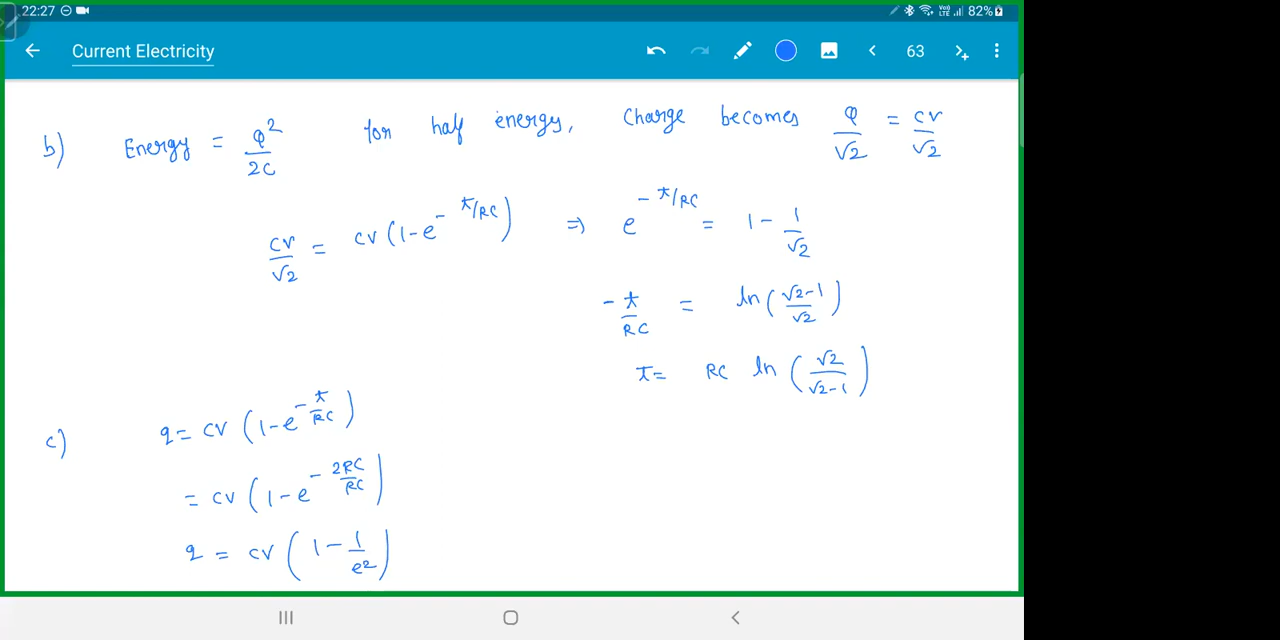 22:27 82%
Current Electricity 63
b) Energy = Q²/2C for half energy, Charge becomes Q/√2 = CV/√2
CV/√2 = CV(1-e^-t/RC) ⇒ e^-t/RC = 1 - 1/√2
-t/RC = ln(√2-1/√2)
t = RC ln(√2/√2-1)
c) q = CV (1-e^-t/RC)
= CV (1-e^-2RC/RC)
q = CV (1 - 1/e²)